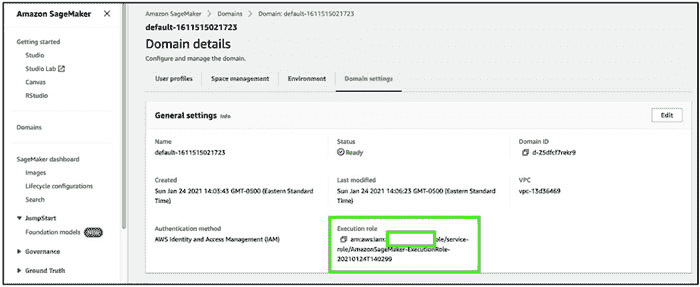 Amazon SageMaker
Getting started
Studio
Studio Lab
Canvas
RStudio
Domains
SageMaker dashboard
Images
Lifecycle configurations
Search
JumpStart
Foundation models
Governance
Ground Truth
Amazon SageMaker > Domains > Domain: default-1611515021723
default-1611515021723
Domain details
Configure and manage the domain.
User profiles Space management Environment Domain settings
General settings Info Edit
Name Status Domain ID
default-1611515021723 Ready d-25dfcf7rekr9
Created Last modified VPC
Sun Jan 24 2021 14:03:43 GMT-0500 (Eastern Standard Sun Jan 24 2021 14:06:23 GMT-0500 (Eastern Standard vpc-13d36469
Time) Time)
Authentication method Execution role
AWS Identity and Access Management (IAM) arn:aws:iam: role/service-
role/AmazonSageMaker-ExecutionRole-
20210124T140299